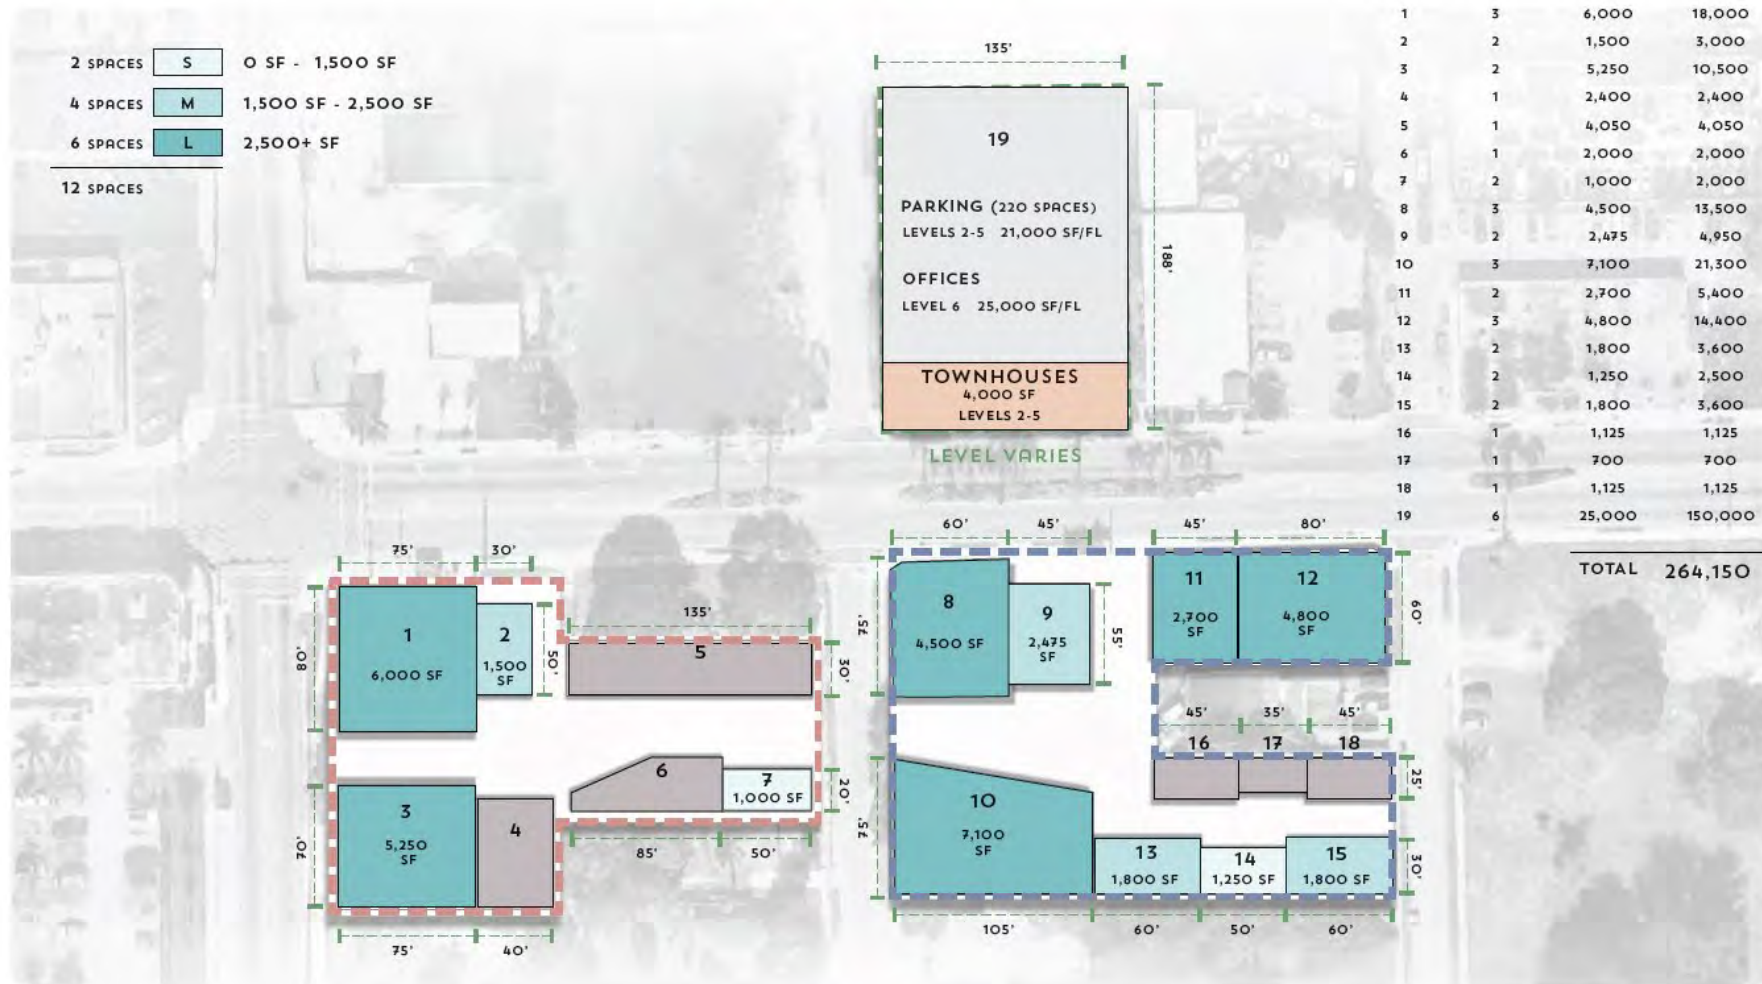 2 SPACES S 0 SF - 1,500 SF
4 SPACES M 1,500 SF - 2,500 SF
6 SPACES L 2,500+ SF
12 SPACES
135'
19
PARKING (220 SPACES)
LEVELS 2-5 21,000 SF/FL
OFFICES
LEVEL 6 25,000 SF/FL
188'
TOWNHOUSES
4,000 SF
LEVELS 2-5
LEVEL VARIES
1 3 6,000 18,000
2 2 1,500 3,000
3 2 5,250 10,500
4 1 2,400 2,400
5 1 4,050 4,050
6 1 2,000 2,000
7 2 1,000 2,000
8 3 4,500 13,500
9 2 2,475 4,950
10 3 7,100 21,300
11 2 2,700 5,400
12 3 4,800 14,400
13 2 1,800 3,600
14 2 1,250 2,500
15 2 1,800 3,600
16 1 1,125 1,125
17 1 700 700
18 1 1,125 1,125
19 6 25,000 150,000
TOTAL 264,150
75' 30'
80'
1
6,000 SF
2
1,500
SF
50'
135'
5
30'
70'
3
5,250
SF
4
6
7
1,000 SF
20'
85' 50'
75' 40'
60' 45'
75'
8
4,500 SF
9
2,475
SF
55'
45' 80'
11
2,700
SF
12
4,800
SF
60'
45' 35' 45'
16 17 18
25'
75'
10
7,100
SF
13
1,800 SF
14
1,250 SF
15
1,800 SF
30'
105' 60' 50' 60'